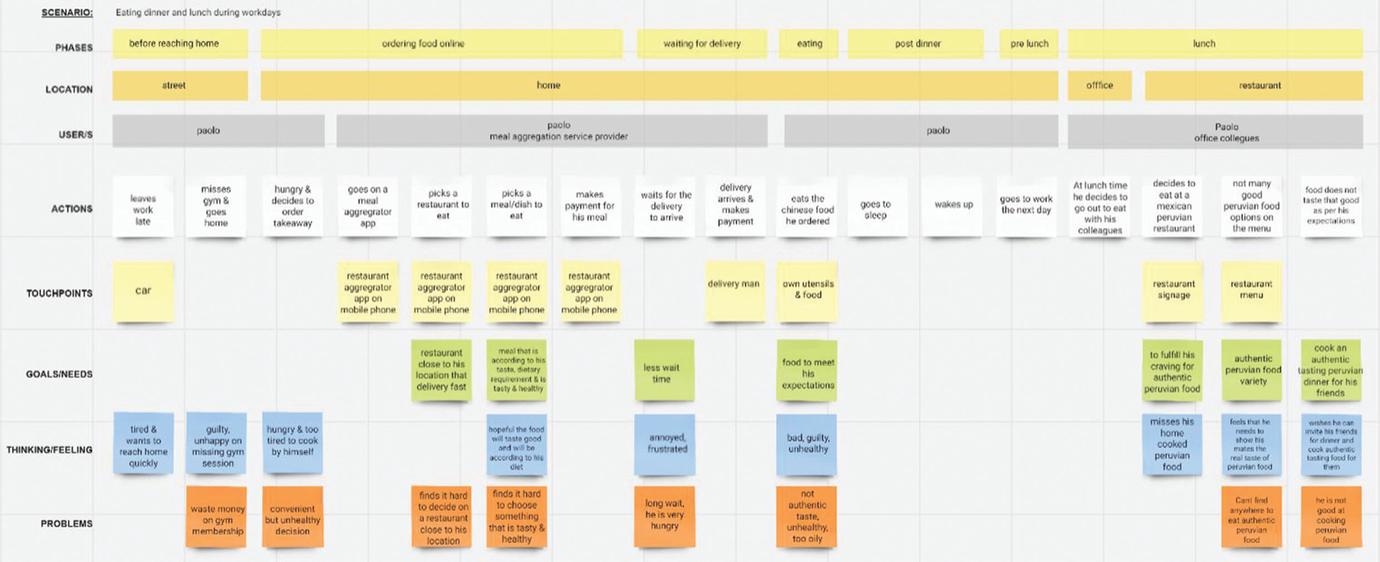 SCENARIO: Eating dinner and lunch during workdays
PHASES before reaching home ordering food online waiting for delivery eating post dinner pre lunch lunch
LOCATION street home offfice restaurant
USER/S paolo
paolo
meal aggregation service provider
paolo
Paolo
office collegues
ACTIONS
leaves
work
late
misses
gym &
goes
home
hungry &
decides to
order
takeaway
goes on a
meal
aggregrator
app
picks a
restaurant to
eat
picks a
meal/dish to
eat
makes
payment for
his meal
waits for the
delivery
to arrive
delivery
arrives &
makes
payment
eats the
chinese food
he ordered
goes to
sleep
wakes up
goes to work
the next day
At lunch time
he decides to
go out to eat
with his
colleagues
decides to
eat at a
mexican
peruvian
restaurant
not many
good
peruvian food
options on
the menu
food does not
taste that good
as per his
expectations
TOUCHPOINTS
car
restaurant
aggregrator
app on
mobile phone
restaurant
aggregrator
app on
mobile phone
restaurant
aggregrator
app on
mobile phone
restaurant
aggregrator
app on
mobile phone
delivery man
own utensils
& food
restaurant
signage
restaurant
menu
GOALS/NEEDS
restaurant
close to his
location that
delivery fast
meal that is
according to his
taste, dietary
requirement & is
tasty & healthy
less wait
time
food to meet
his
expectations
to fulfill his
craving for
authentic
peruvian food
authentic
peruvian food
variety
cook an
authentic
tasting peruvian
dinner for his
friends
THINKING/FEELING
tired &
wants to
reach home
quickly
guilty,
unhappy on
missing gym
session
hungry & too
tired to cook
by himself
hopeful the food
will taste good
and will be
according to his
diet
annoyed,
frustrated
bad, guilty,
unhealthy
misses his
home
cooked
peruvian
food
feels that he
needs to
show his
mates the
real taste of
peruvian food
wishes he can
invite his friends
for dinner and
cook authentic
tasting food for
them
PROBLEMS
waste money
on gym
membership
convenient
but unhealthy
decision
finds it hard
to decide on
a restaurant
close to his
location
finds it hard
to choose
something
that is tasty &
healthy
long wait,
he is very
hungry
not
authentic
taste,
unhealthy,
too oily
Cant find
anywhere to
eat authentic
peruvian
food
he is not
good at
cooking
peruvian
food